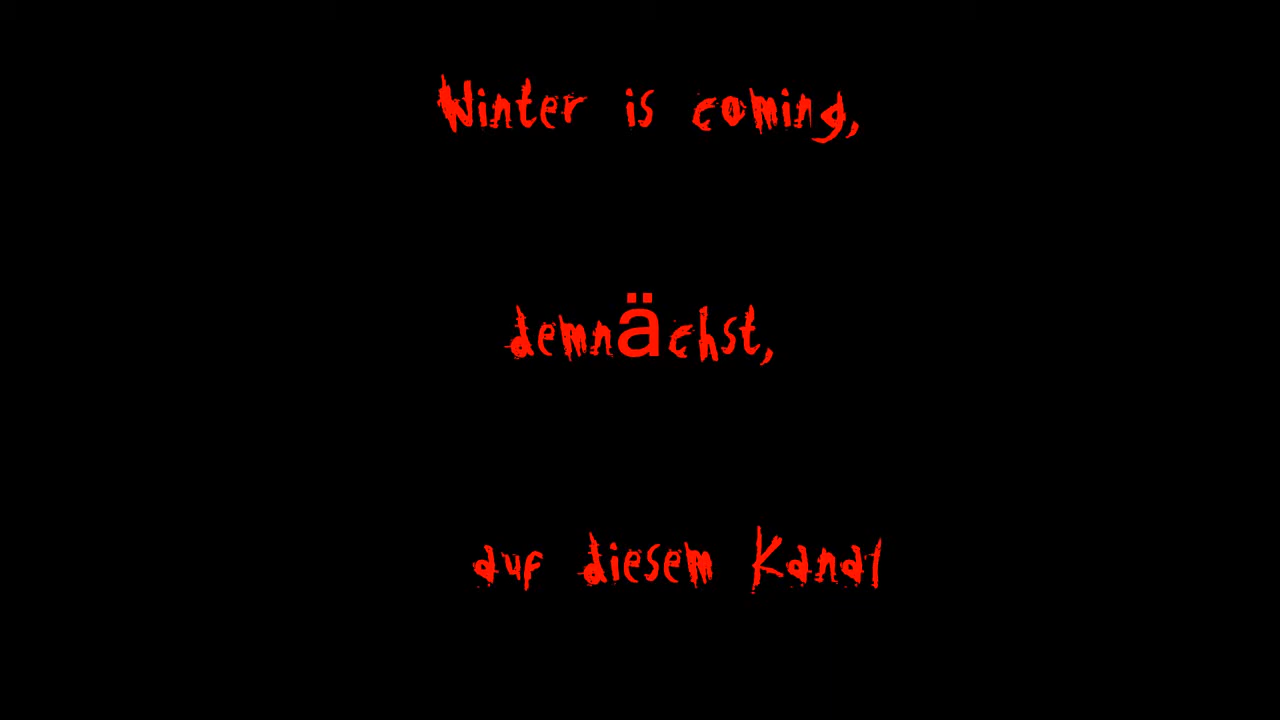 Winter is coming,
demnächst,
auf diesem Kanal